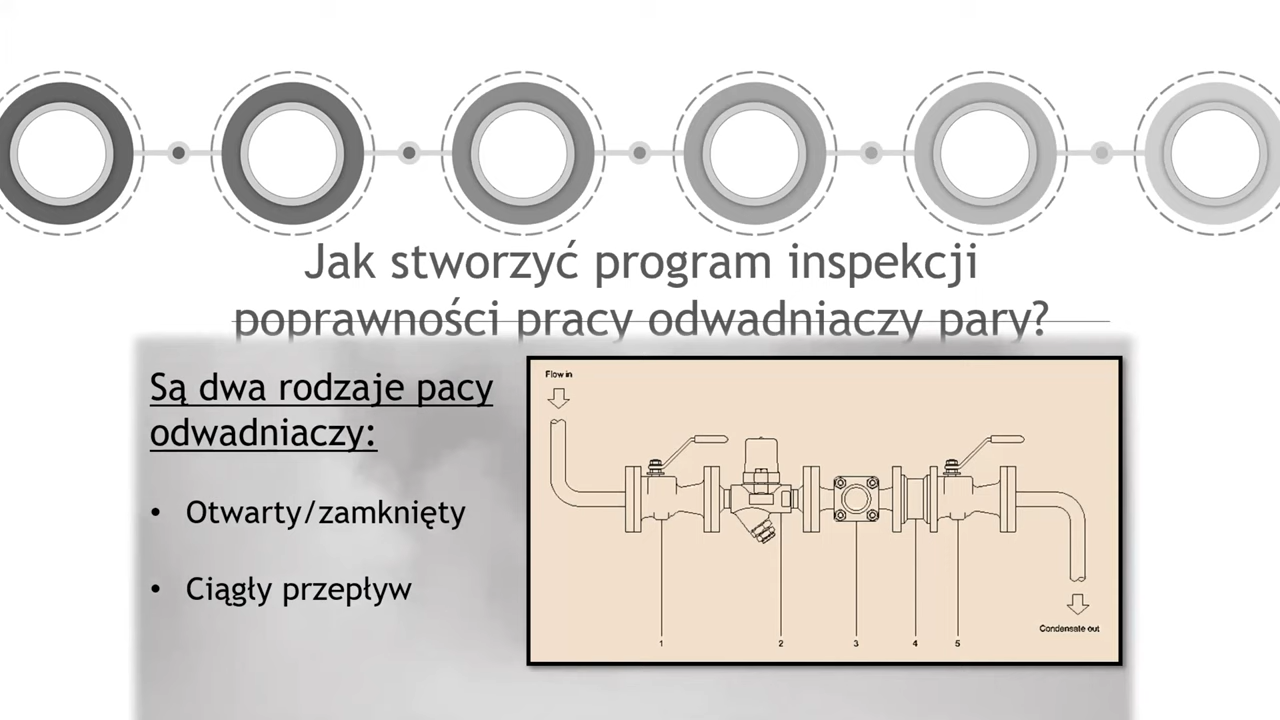 Jak stworzyć program inspekcji
poprawności pracy odwadniaczy pary?
Są dwa rodzaje pacy
odwadniaczy:
• Otwarty/zamknięty
• Ciągły przepływ
Flow in
Condensate out
1 2 3 4 5